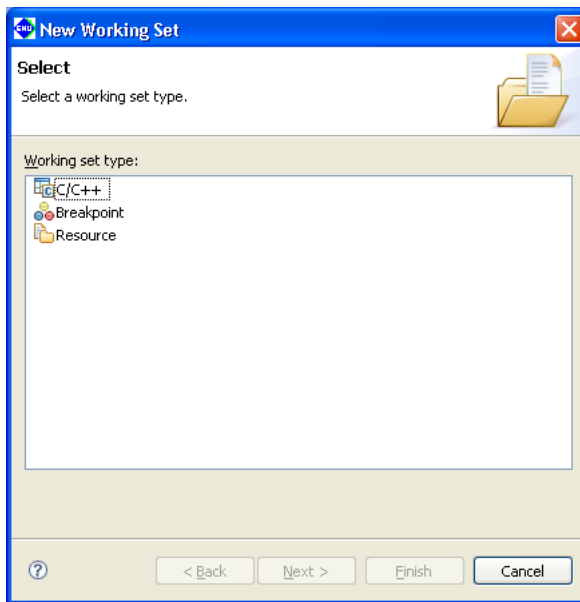 New Working Set
Select
Select a working set type.
Working set type:
C/C++
Breakpoint
Resource
< Back Next > Finish Cancel